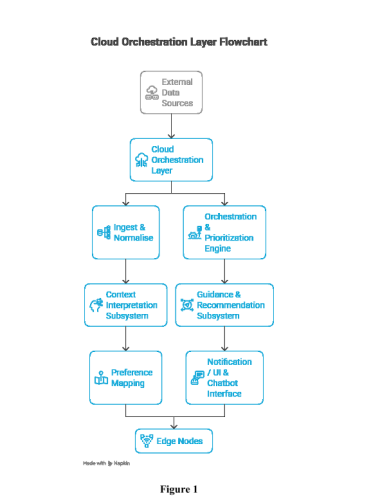 Cloud Orchestration Layer Flowchart
External
Data
Sources
Cloud
Orchestration
Layer
Ingest &
Normalise
Orchestration
&
Prioritization
Engine
Context
Interpretation
Subsystem
Guidance &
Recommendation
Subsystem
Preference
Mapping
Notification
/ UI &
Chatbot
Interface
Edge Nodes
Made with Napkin
Figure 1